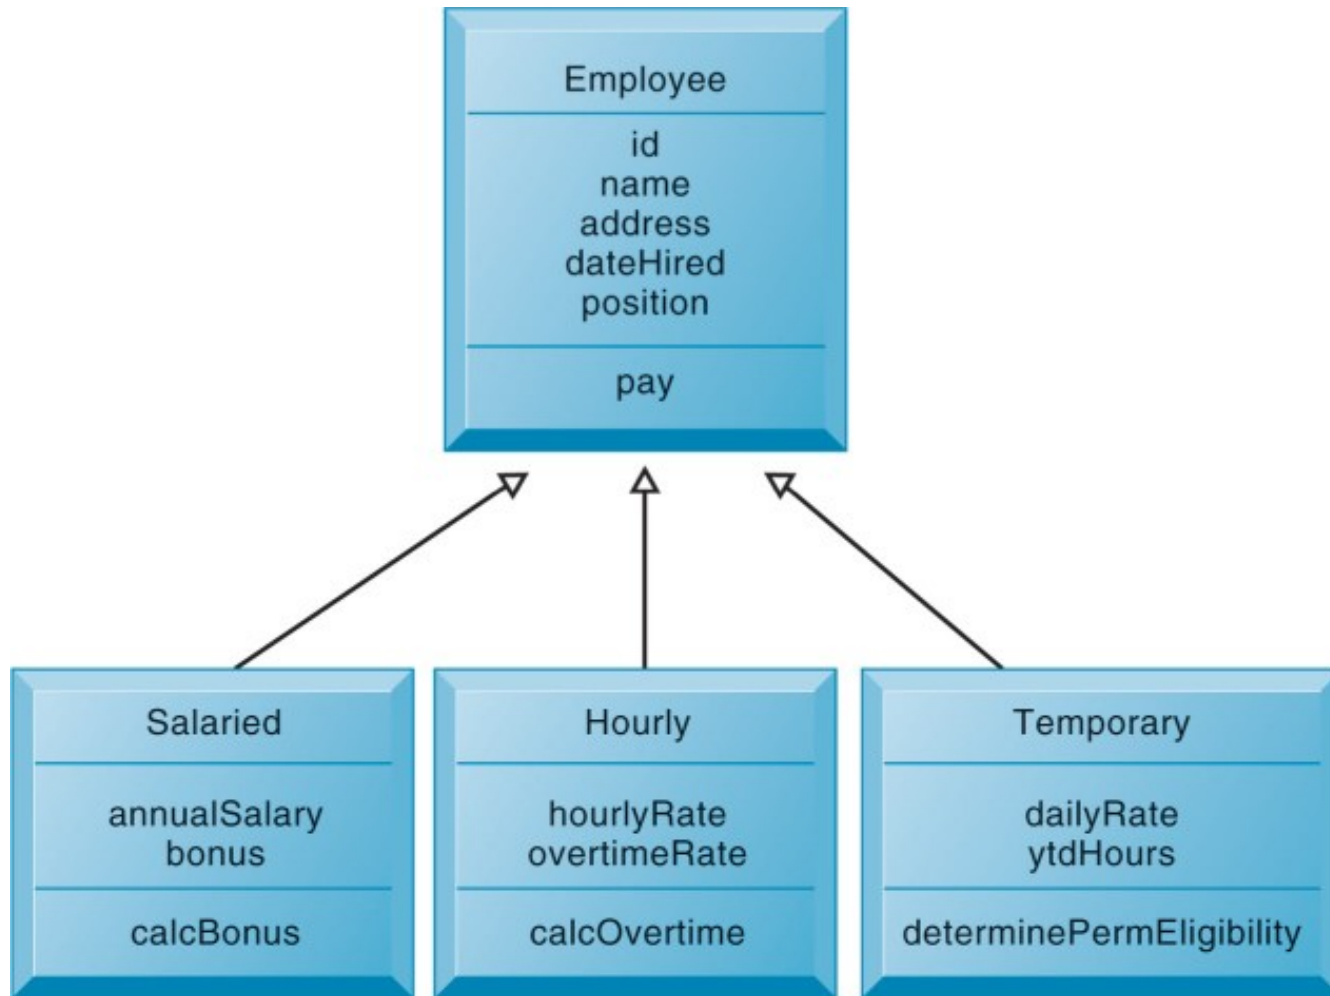 Employee
id
name
address
dateHired
position
pay
Salaried
annualSalary
bonus
calcBonus
Hourly
hourlyRate
overtimeRate
calcOvertime
Temporary
dailyRate
ytdHours
determinePermEligibility